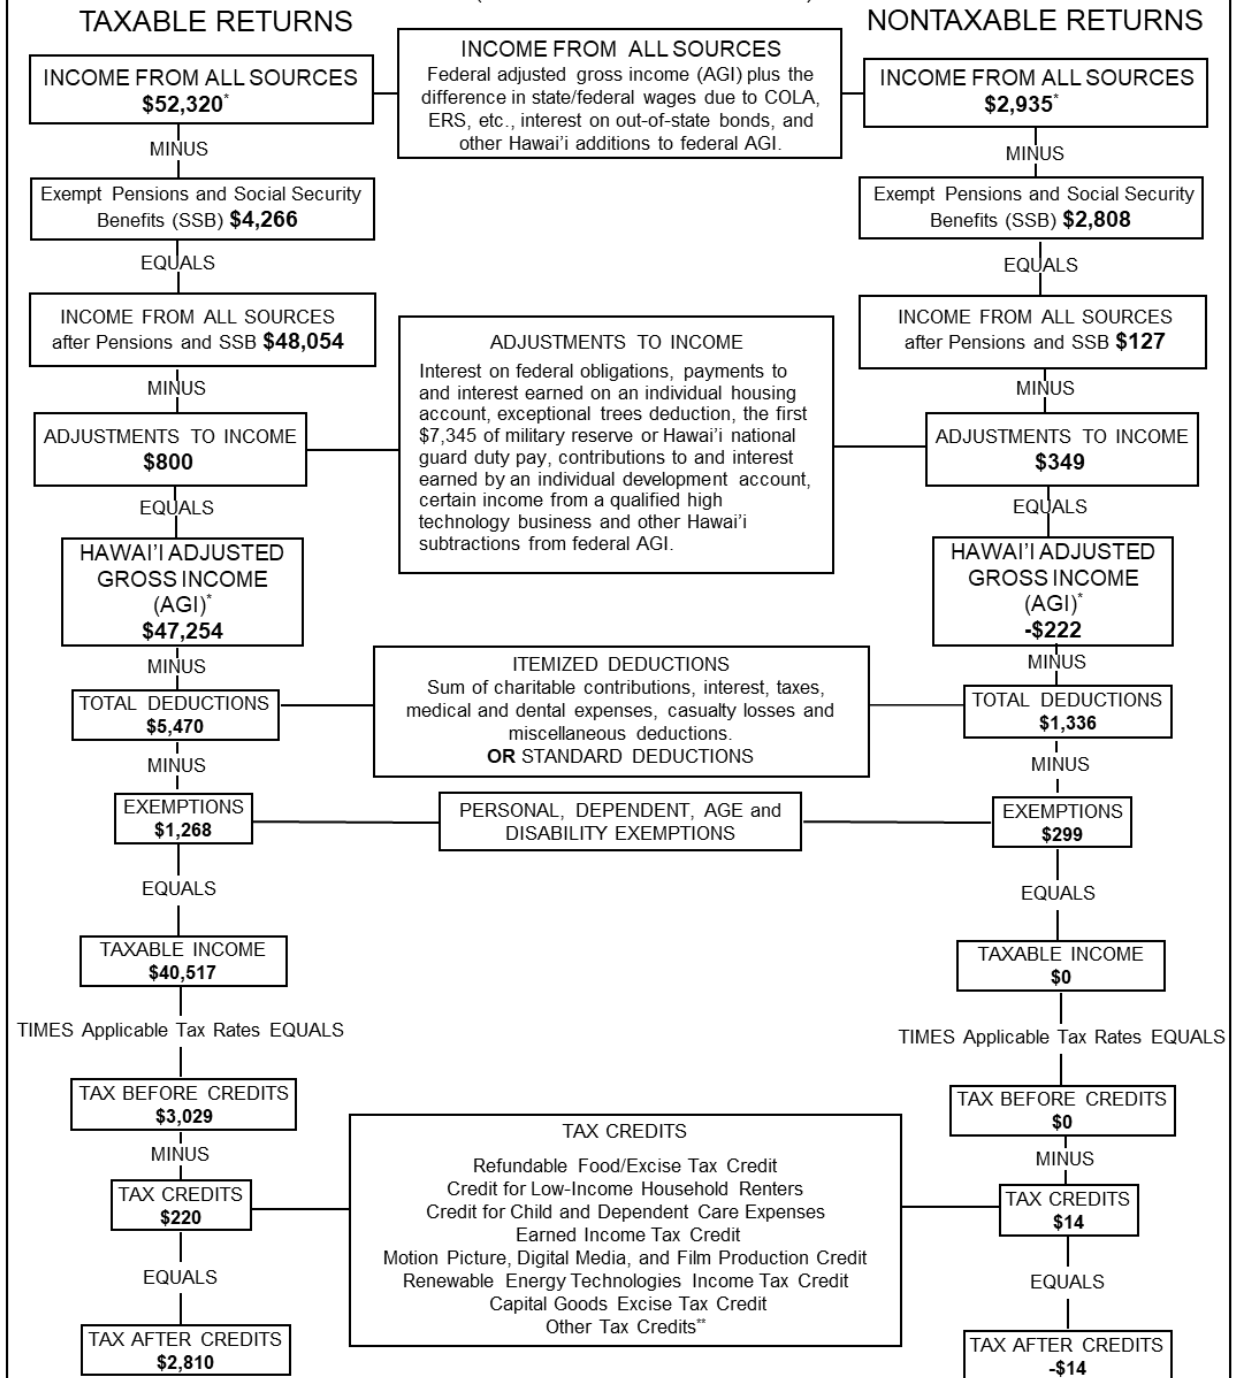 TAXABLE RETURNS
NONTAXABLE RETURNS
INCOME FROM ALL SOURCES
$52,320*
INCOME FROM ALL SOURCES
Federal adjusted gross income (AGI) plus the
difference in state/federal wages due to COLA,
ERS, etc., interest on out-of-state bonds, and
other Hawai'i additions to federal AGI.
INCOME FROM ALL SOURCES
$2,935*
MINUS
MINUS
Exempt Pensions and Social Security
Benefits (SSB) $4,266
Exempt Pensions and Social Security
Benefits (SSB) $2,808
EQUALS
EQUALS
INCOME FROM ALL SOURCES
after Pensions and SSB $48,054
INCOME FROM ALL SOURCES
after Pensions and SSB $127
MINUS
MINUS
ADJUSTMENTS TO INCOME
$800
ADJUSTMENTS TO INCOME
Interest on federal obligations, payments to
and interest earned on an individual housing
account, exceptional trees deduction, the first
$7,345 of military reserve or Hawai'i national
guard duty pay, contributions to and interest
earned by an individual development account,
certain income from a qualified high
technology business and other Hawai'i
subtractions from federal AGI.
ADJUSTMENTS TO INCOME
$349
EQUALS
EQUALS
HAWAI'I ADJUSTED
GROSS INCOME
(AGI)*
$47,254
HAWAI'I ADJUSTED
GROSS INCOME
(AGI)*
-$222
MINUS
MINUS
TOTAL DEDUCTIONS
$5,470
ITEMIZED DEDUCTIONS
Sum of charitable contributions, interest, taxes,
medical and dental expenses, casualty losses and
miscellaneous deductions.
OR STANDARD DEDUCTIONS
TOTAL DEDUCTIONS
$1,336
MINUS
MINUS
EXEMPTIONS
$1,268
PERSONAL, DEPENDENT, AGE and
DISABILITY EXEMPTIONS
EXEMPTIONS
$299
EQUALS
EQUALS
TAXABLE INCOME
$40,517
TAXABLE INCOME
$0
TIMES Applicable Tax Rates EQUALS
TIMES Applicable Tax Rates EQUALS
TAX BEFORE CREDITS
$3,029
TAX BEFORE CREDITS
$0
MINUS
MINUS
TAX CREDITS
$220
TAX CREDITS
Refundable Food/Excise Tax Credit
Credit for Low-Income Household Renters
Credit for Child and Dependent Care Expenses
Earned Income Tax Credit
Motion Picture, Digital Media, and Film Production Credit
Renewable Energy Technologies Income Tax Credit
Capital Goods Excise Tax Credit
Other Tax Credits**
TAX CREDITS
$14
EQUALS
EQUALS
TAX AFTER CREDITS
$2,810
TAX AFTER CREDITS
-$14